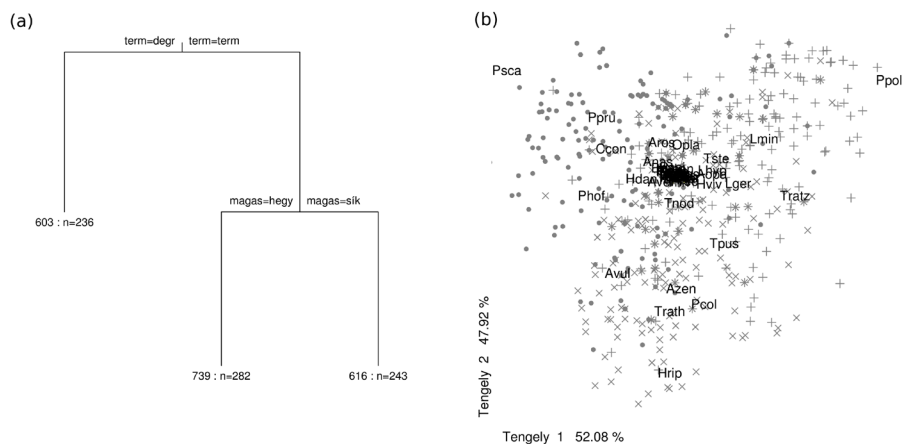 (a)
term=degr term=term
magas=hegy magas=sík
603 : n=236
739 : n=282
616 : n=243
(b)
Psca
Ppol
Ppru
Lmin
Ccon
Aros
Opla
Tste
Anas
Hdan
Hviv
Lger
Phof
Tnod
Tratz
Tpus
Avul
Azen
Pcol
Trath
Hrip
Tengely 2 47.92 %
Tengely 1 52.08 %